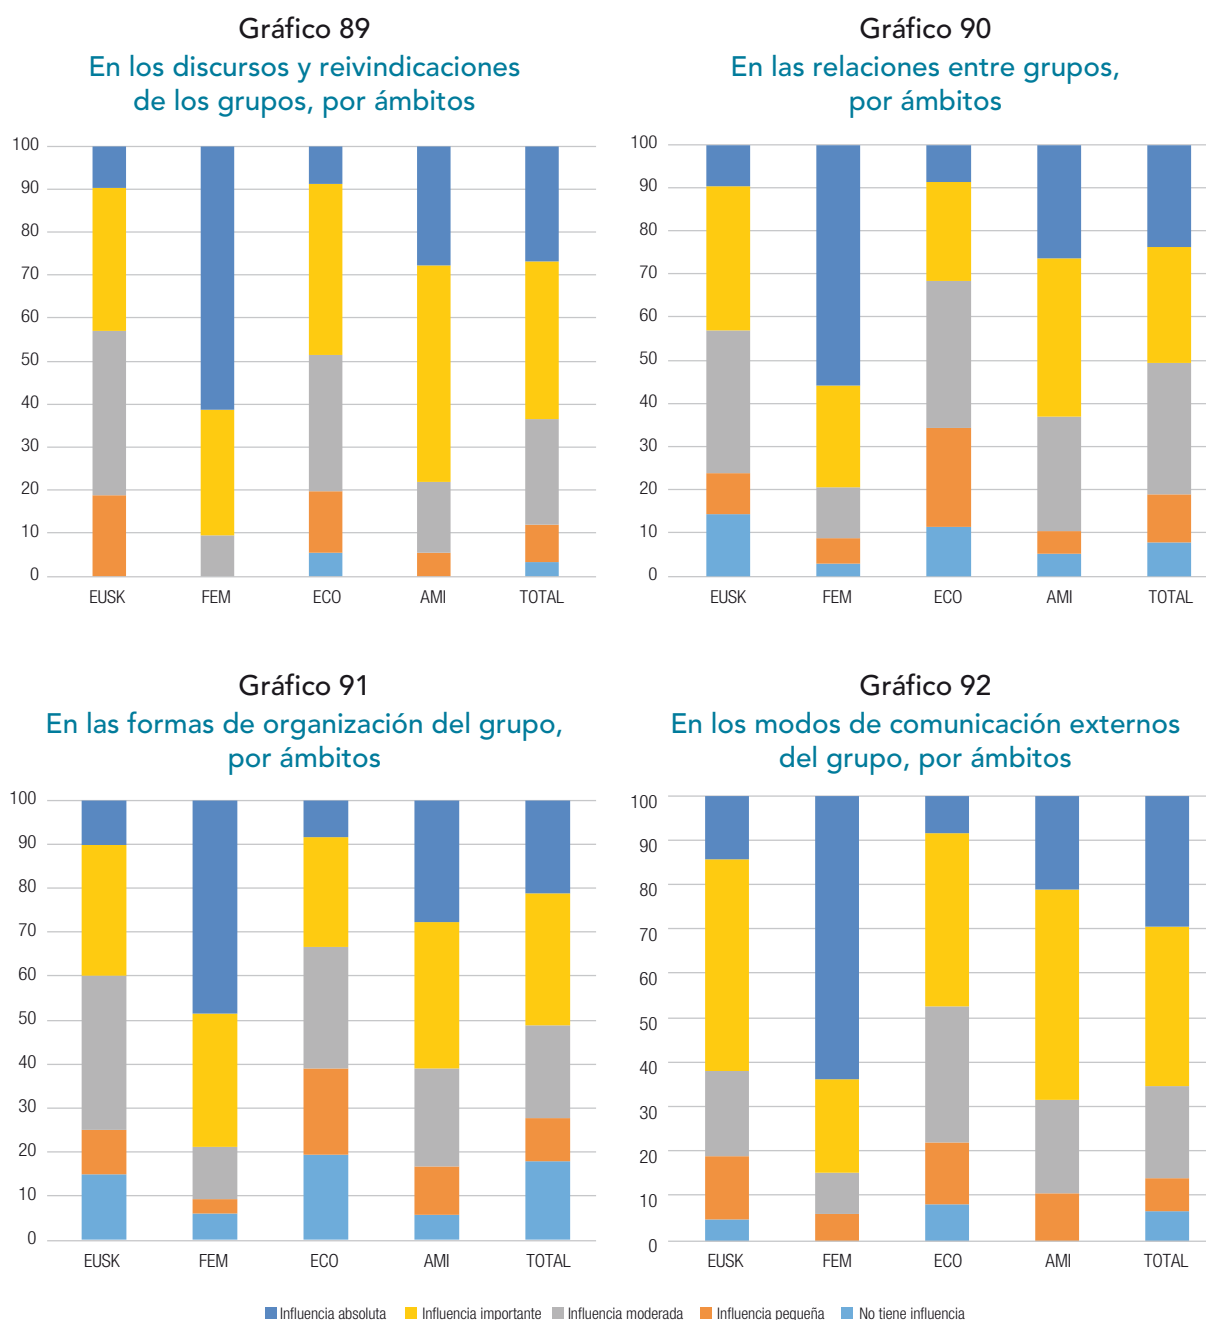 Gráfico 89
En los discursos y reivindicaciones
de los grupos, por ámbitos
100
90
80
70
60
50
40
30
20
10
0
EUSK FEM ECO AMI TOTAL
Gráfico 90
En las relaciones entre grupos,
por ámbitos
100
90
80
70
60
50
40
30
20
10
0
EUSK FEM ECO AMI TOTAL
Gráfico 91
En las formas de organización del grupo,
por ámbitos
100
90
80
70
60
50
40
30
20
10
0
EUSK FEM ECO AMI TOTAL
Gráfico 92
En los modos de comunicación externos
del grupo, por ámbitos
100
90
80
70
60
50
40
30
20
10
0
EUSK FEM ECO AMI TOTAL
Influencia absoluta Influencia importante Influencia moderada Influencia pequeña No tiene influencia